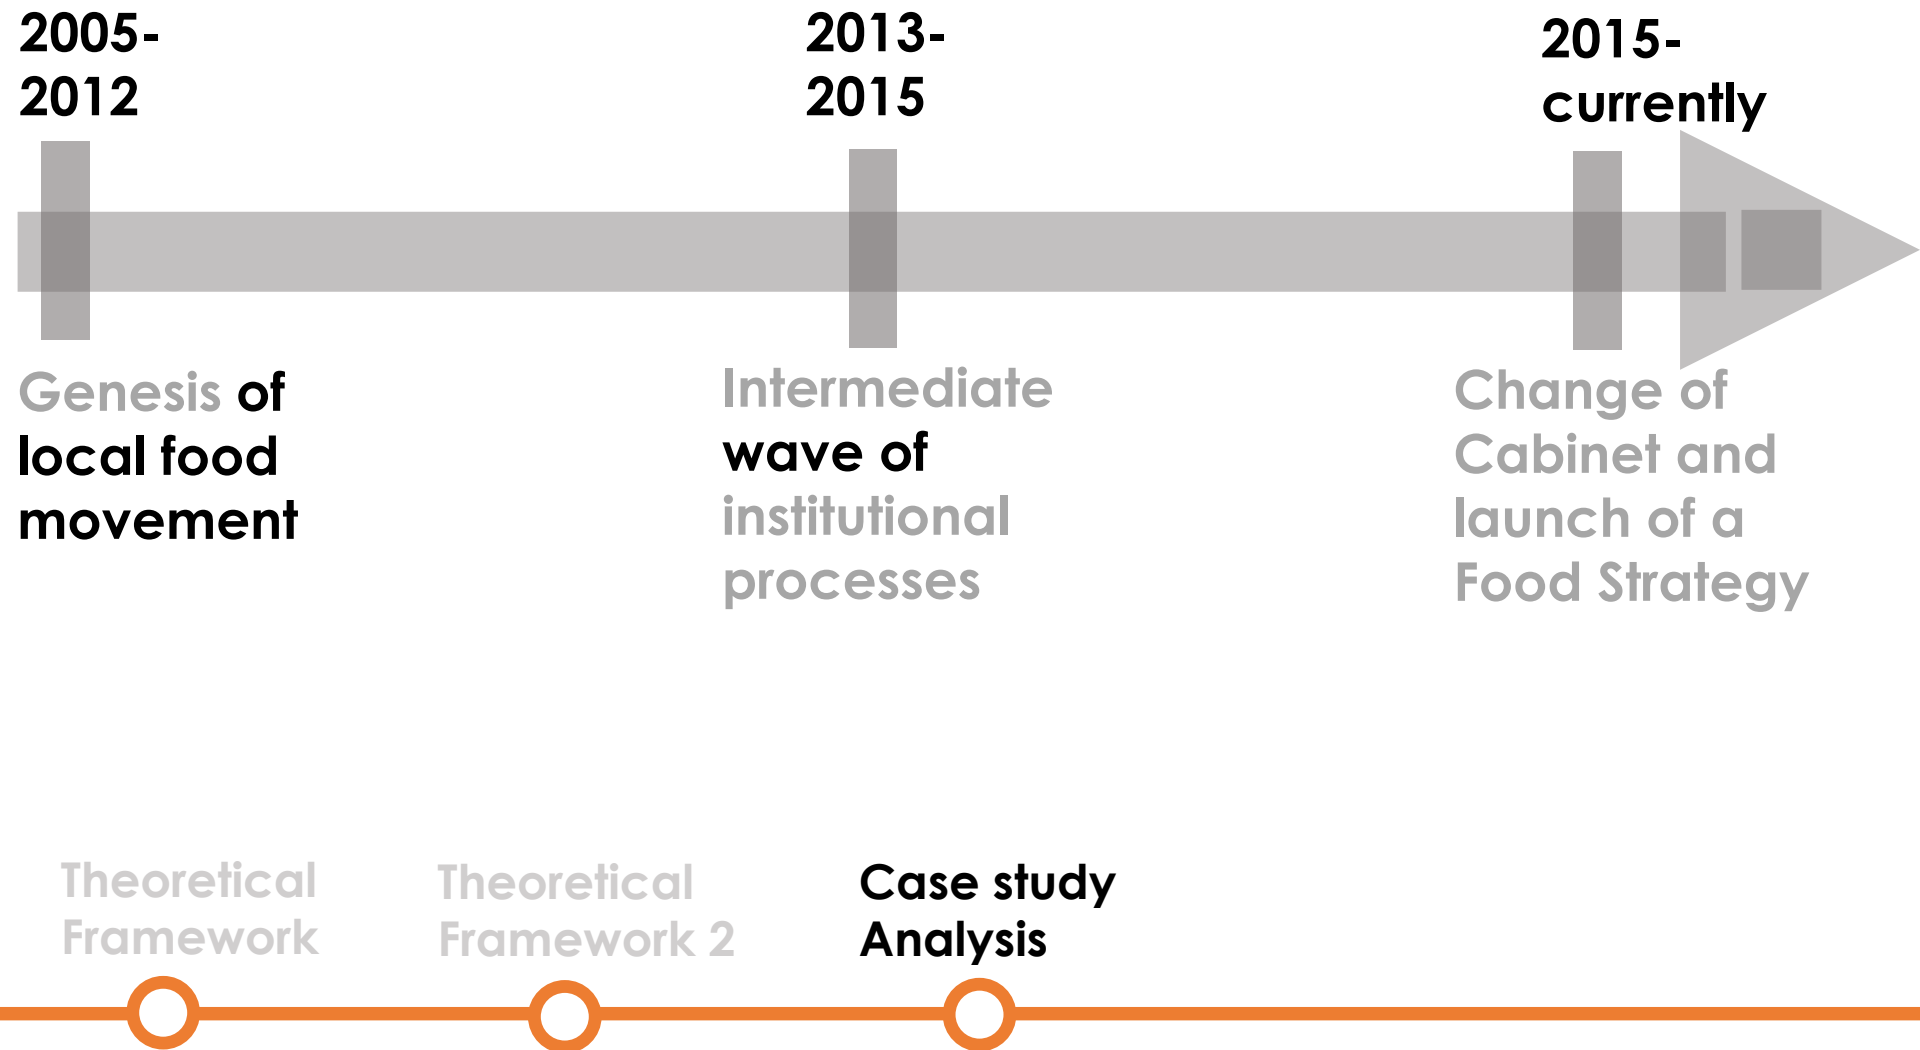 2005-
2012
2013-
2015
2015-
currently
Genesis of
local food
movement
Intermediate
wave of
institutional
processes
Change of
Cabinet and
launch of a
Food Strategy
Theoretical
Framework
Theoretical
Framework 2
Case study
Analysis